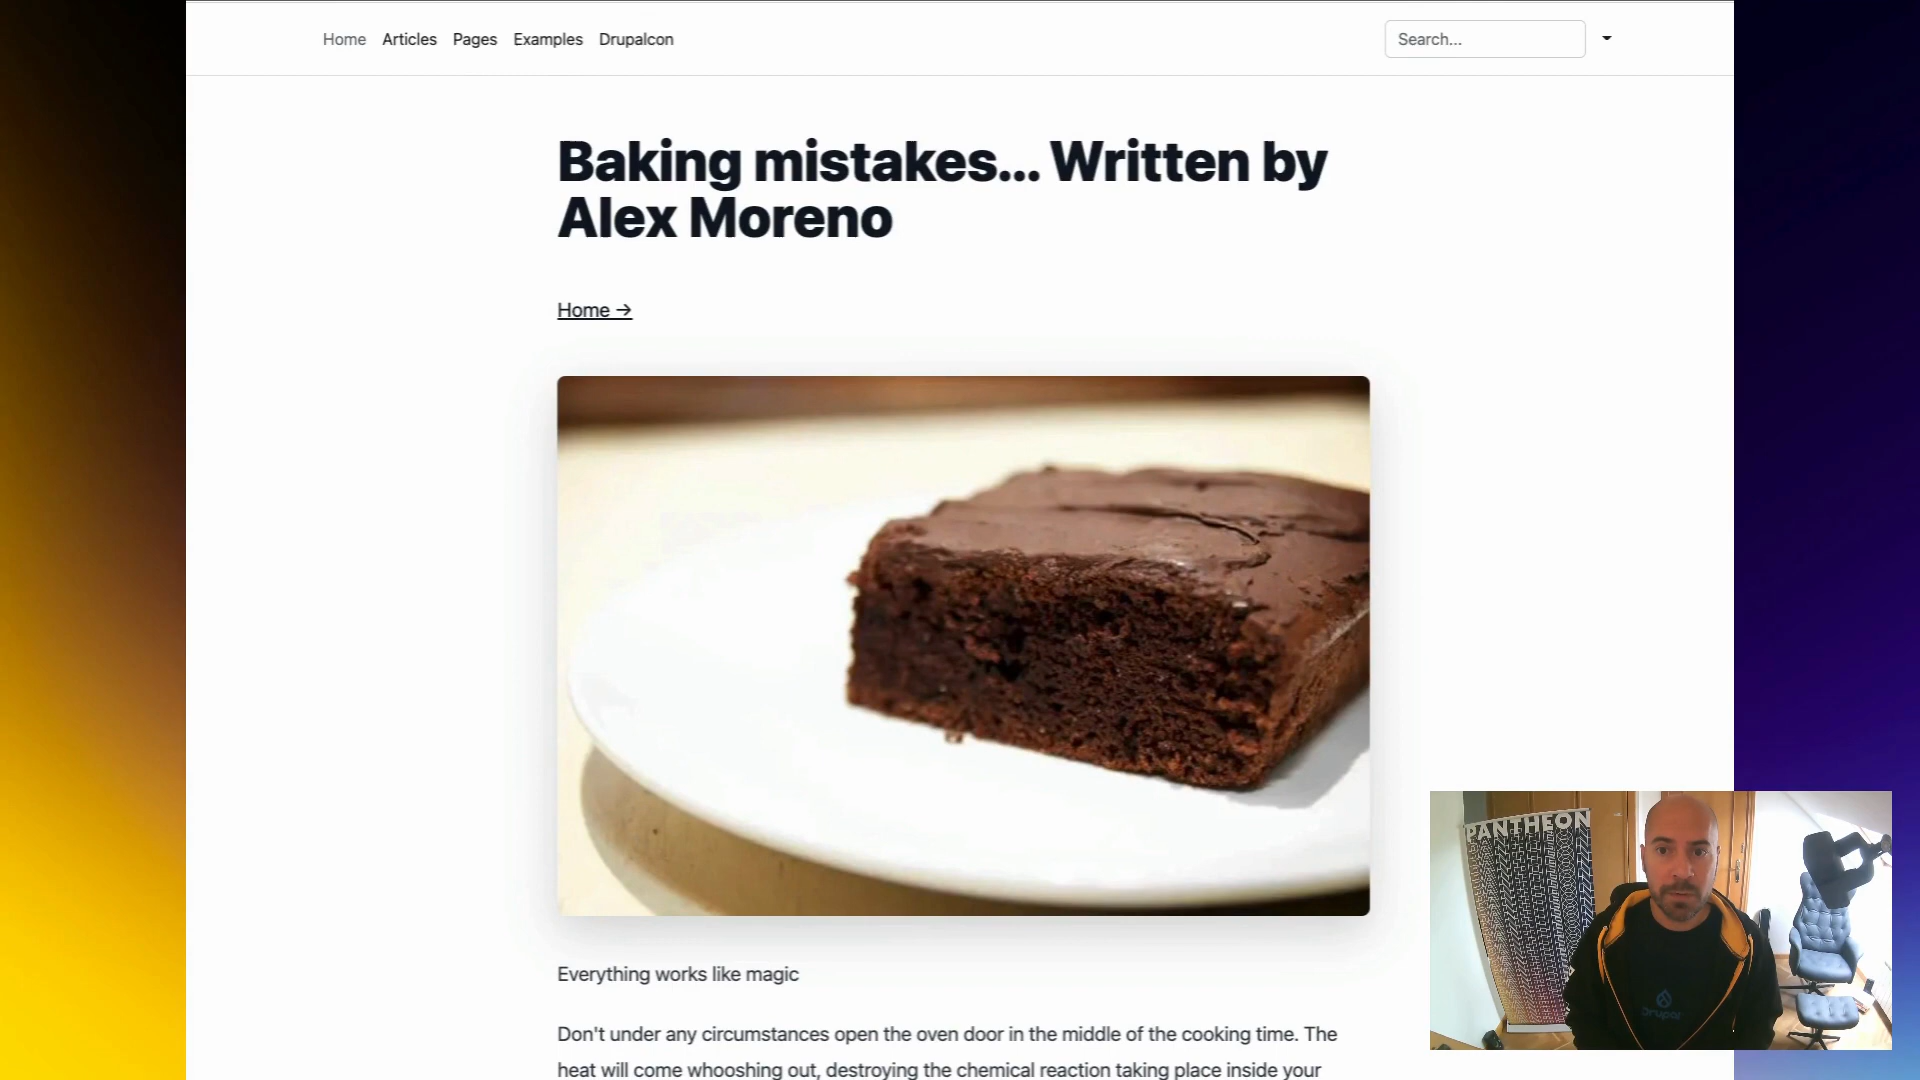 Home Articles Pages Examples Drupalcon
Search...
Baking mistakes... Written by
Alex Moreno
Home →
Everything works like magic
Don't under any circumstances open the oven door in the middle of the cooking time. The
heat will come whooshing out, destroying the chemical reaction taking place inside your
PANTHEON
Drupal